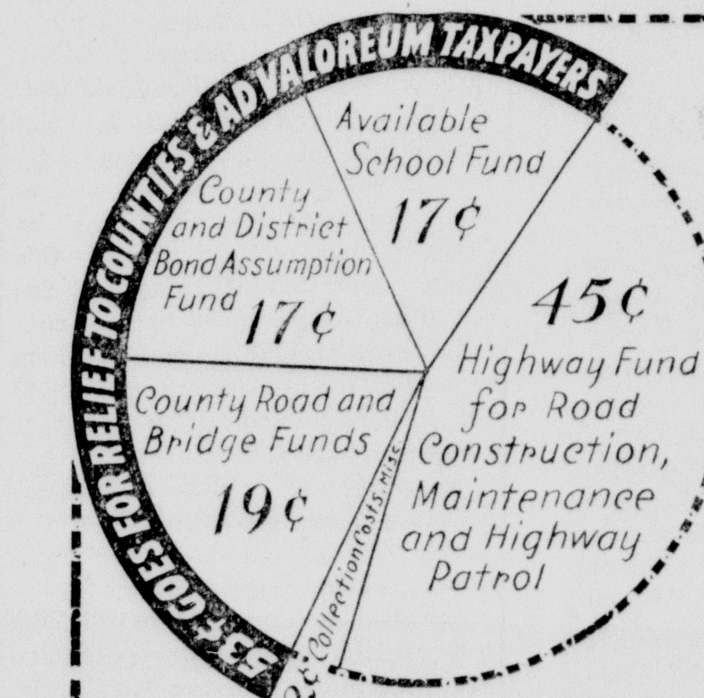 53¢ GOES FOR RELIEF TO COUNTIES & AD VALOREUM TAXPAYERS
Available
School Fund
17¢
County
and District
Bond Assumption
Fund 17¢
45¢
Highway Fund
for Road
Construction,
Maintenance
and Highway
Patrol
County Road and
Bridge Funds
19¢
2¢ Collection Costs. Misc.